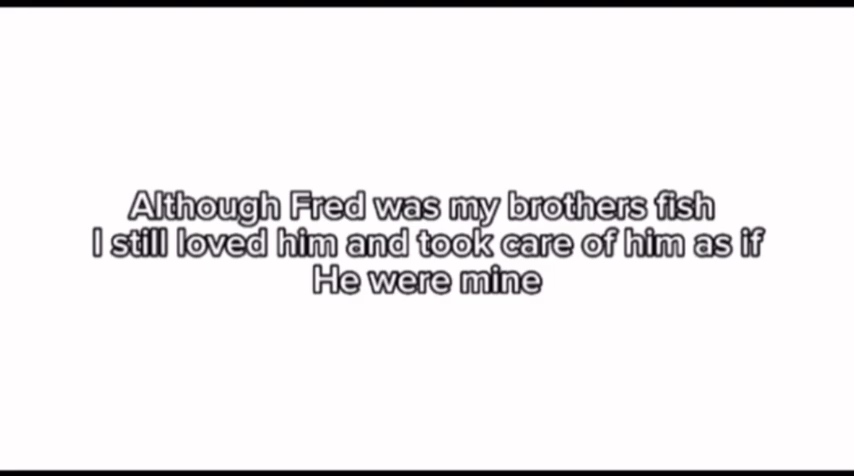 Although Fred was my brothers fish
I still loved him and took care of him as if
He were mine